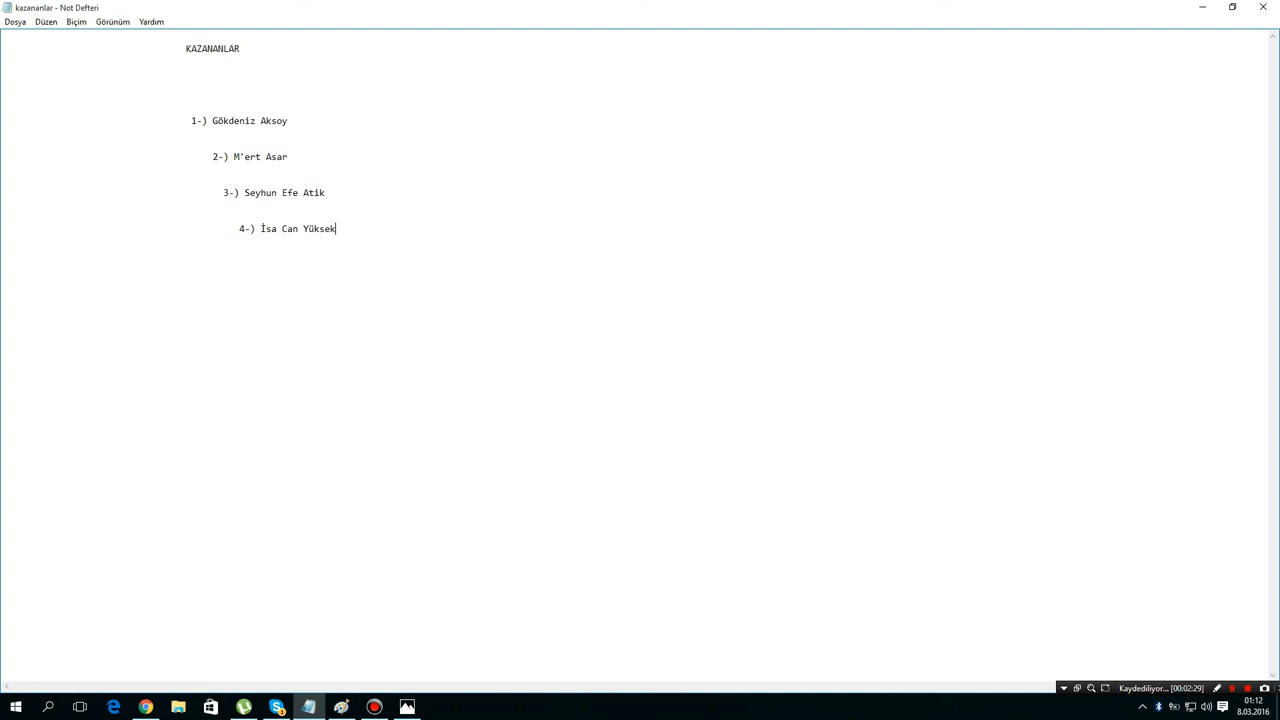 kazananlar - Not Defteri
Dosya Düzen Biçim Görünüm Yardım
KAZANANLAR
1-) Gökdeniz Aksoy
2-) M'ert Asar
3-) Seyhun Efe Atik
4-) İsa Can Yüksek
Kaydediliyor... [00:02:29]
01:12
8.03.2016